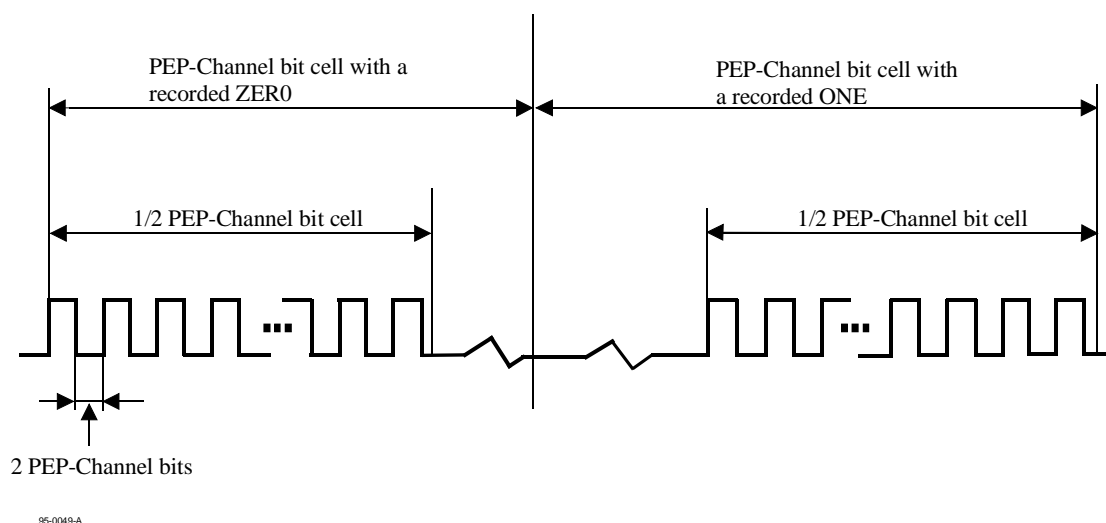 PEP-Channel bit cell with a
recorded ZER0
PEP-Channel bit cell with
a recorded ONE
1/2 PEP-Channel bit cell
1/2 PEP-Channel bit cell
2 PEP-Channel bits
95-0049-A